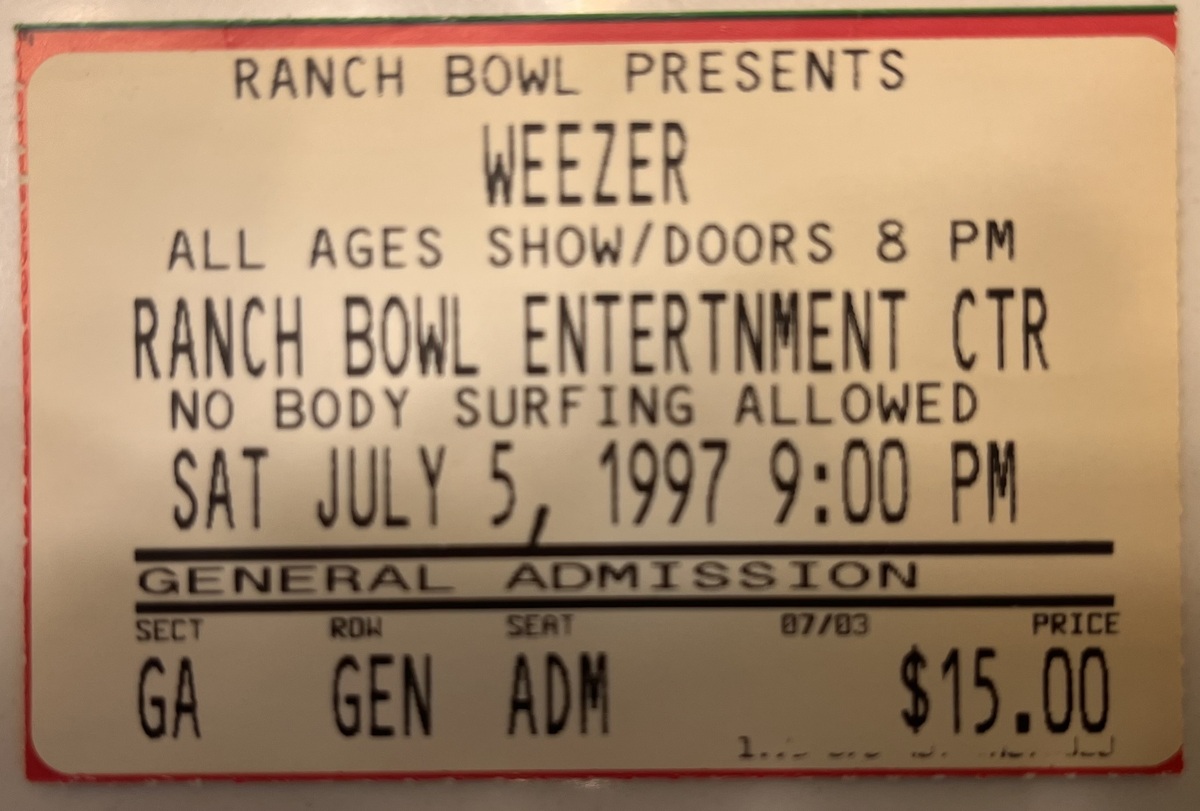 RANCH BOWL PRESENTS
WEEZER
ALL AGES SHOW/DOORS 8 PM
RANCH BOWL ENTERTNMENT CTR
NO BODY SURFING ALLOWED
SAT JULY 5, 1997 9:00 PM
GENERAL ADMISSION
SECT ROW SEAT 07/03 PRICE
GA GEN ADM $15.00